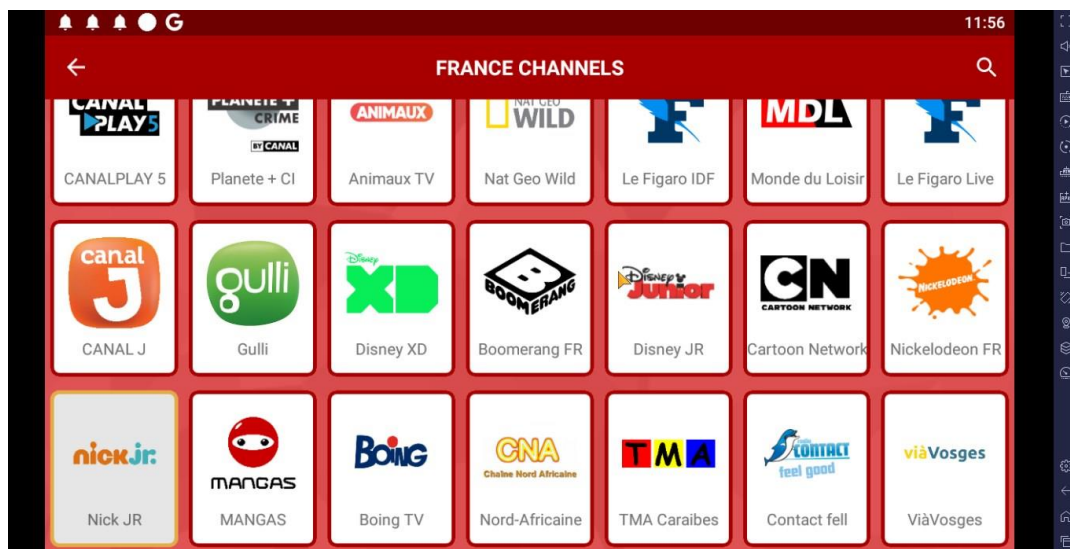 G 11:56
FRANCE CHANNELS
CANAL PLAY5
PLANETE + CRIME BY CANAL
ANIMAUX
NAT GEO WILD
F
MDL
F
CANALPLAY 5
Planete + CI
Animaux TV
Nat Geo Wild
Le Figaro IDF
Monde du Loisir
Le Figaro Live
canal J
gulli
Disney XD
BOOMERANG
Disney Junior
CN CARTOON NETWORK
NICKELODEON
CANAL J
Gulli
Disney XD
Boomerang FR
Disney JR
Cartoon Network
Nickelodeon FR
nick jr.
MANGAS
BOING
CNA Chaîne Nord Africaine
TMA
radio CONTACT feel good
viàVosges
Nick JR
MANGAS
Boing TV
Nord-Africaine
TMA Caraibes
Contact fell
ViàVosges